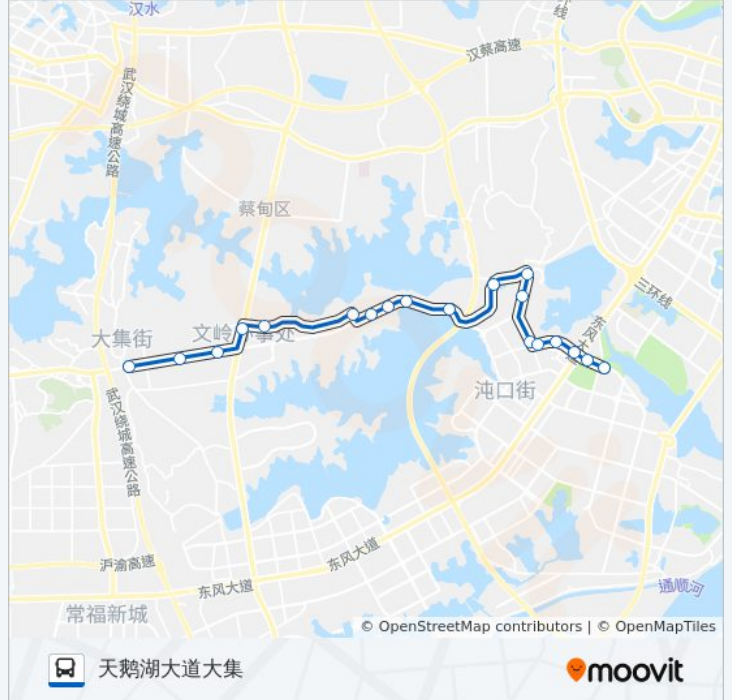 汉水
线
汉蔡高速
武汉绕城高速公路
蔡甸区
三环线
东风大
大集街
文岭
事处
沌口街
武汉绕城高速公路
东风大道
沪渝高速
东风大道
通顺河
常福新城
© OpenStreetMap contributors | © OpenMapTiles
天鹅湖大道大集
moovit